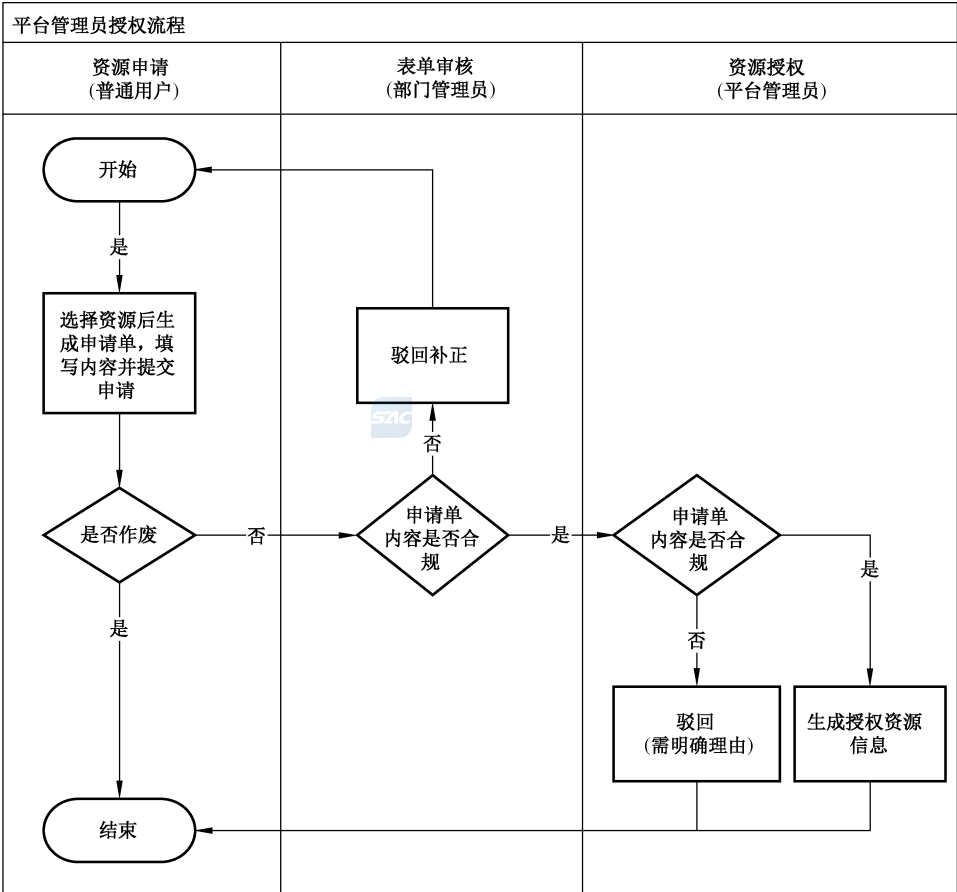 平台管理员授权流程
资源申请
(普通用户)
表单审核
(部门管理员)
资源授权
(平台管理员)
开始
是
选择资源后生
成申请单，填
写内容并提交
申请
驳回补正
SAC
否
是否作废
否
申请单
内容是否合
规
是
申请单
内容是否合
规
是
是
否
驳回
(需明确理由)
生成授权资源
信息
结束